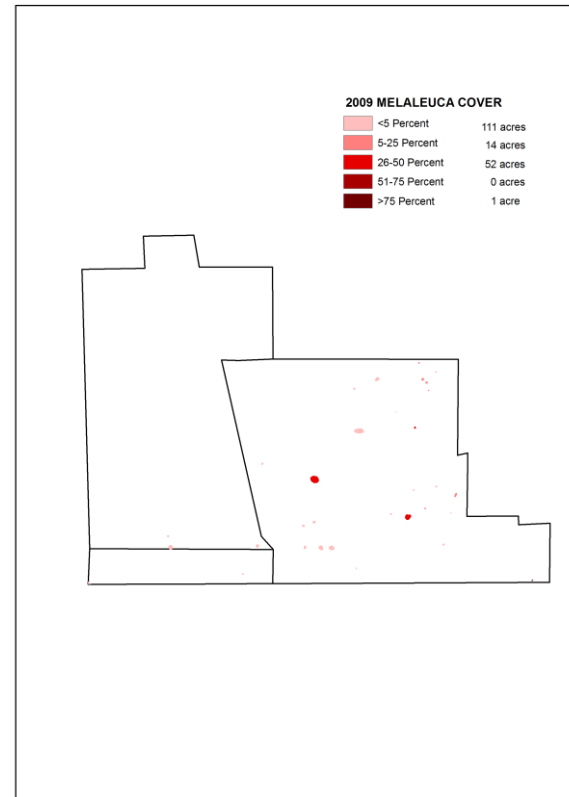 2009 MELALEUCA COVER
<5 Percent 111 acres
5-25 Percent 14 acres
26-50 Percent 52 acres
51-75 Percent 0 acres
>75 Percent 1 acre